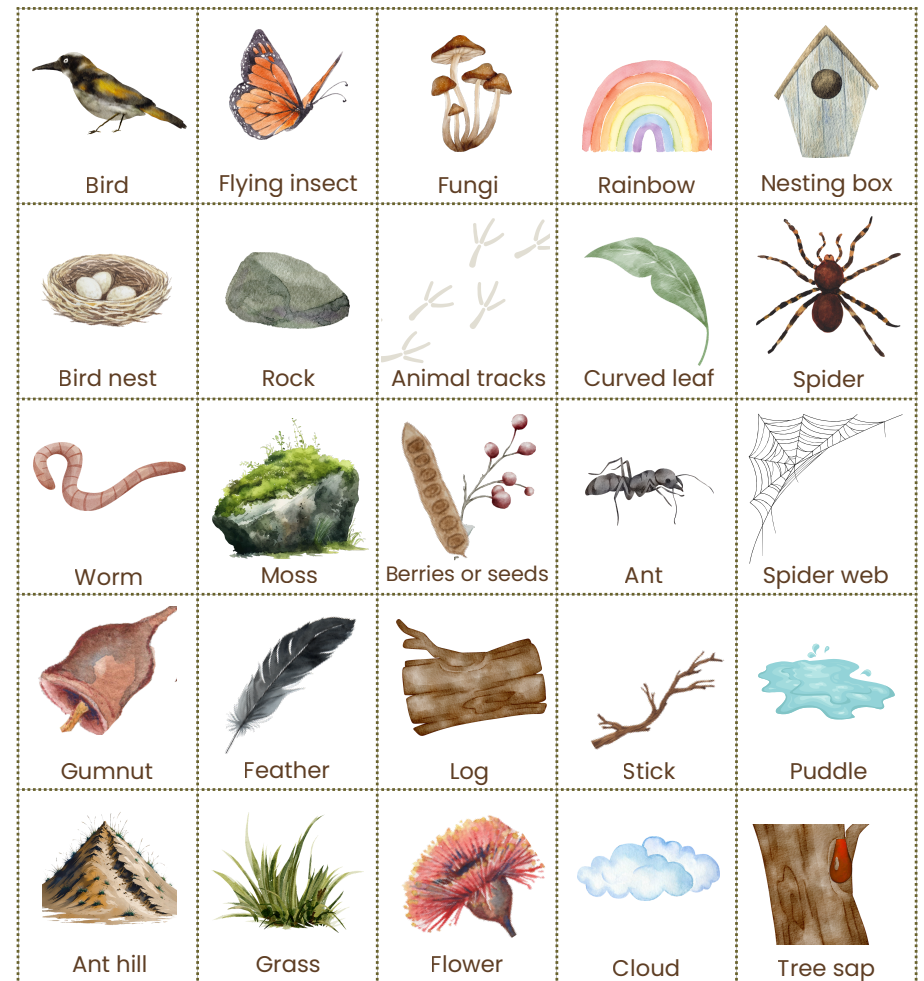 Bird
Flying insect
Fungi
Rainbow
Nesting box
Bird nest
Rock
Animal tracks
Curved leaf
Spider
Worm
Moss
Berries or seeds
Ant
Spider web
Gumnut
Feather
Log
Stick
Puddle
Ant hill
Grass
Flower
Cloud
Tree sap